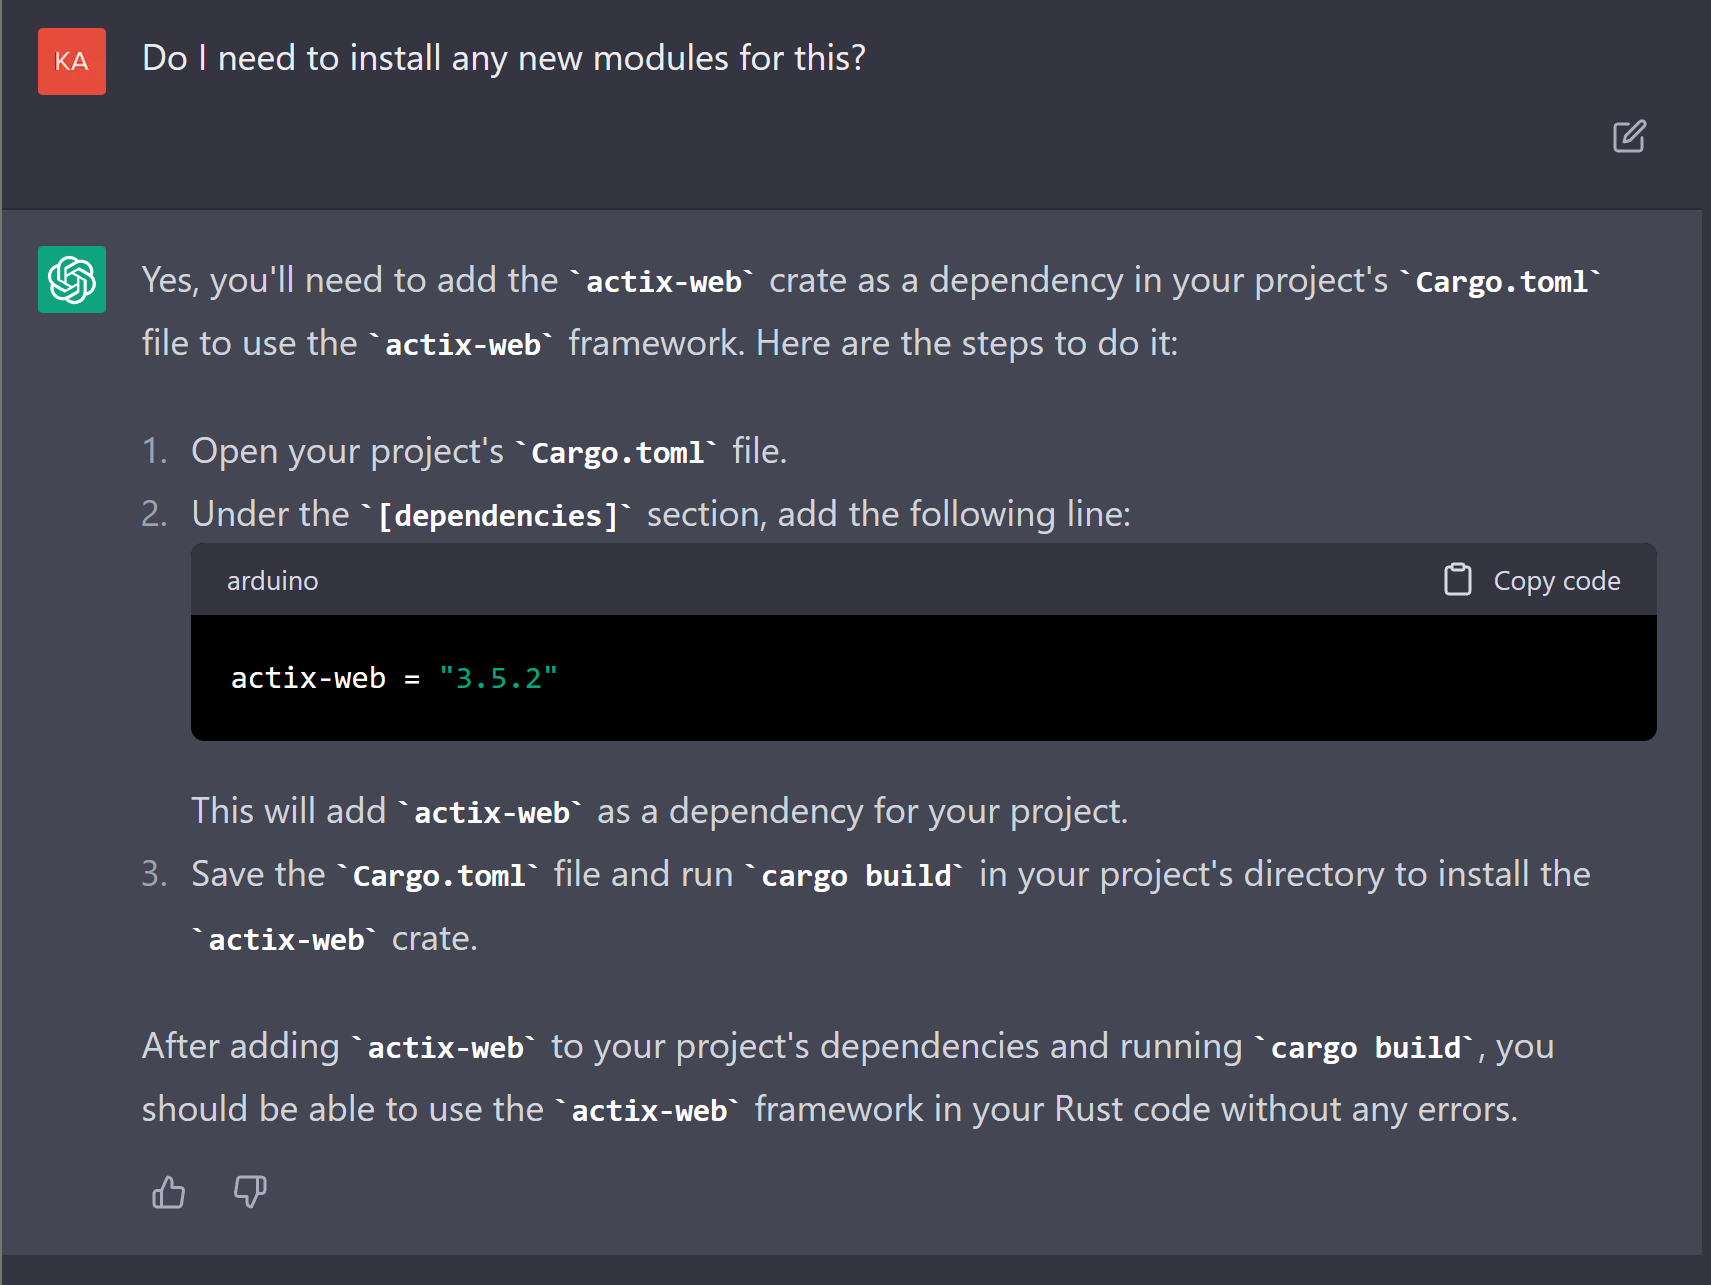 KA
Do I need to install any new modules for this?
Yes, you'll need to add the `actix-web` crate as a dependency in your project's `Cargo.toml`
file to use the `actix-web` framework. Here are the steps to do it:
1. Open your project's `Cargo.toml` file.
2. Under the `[dependencies]` section, add the following line:
arduino
Copy code
actix-web = "3.5.2"
This will add `actix-web` as a dependency for your project.
3. Save the `Cargo.toml` file and run `cargo build` in your project's directory to install the
`actix-web` crate.
After adding `actix-web` to your project's dependencies and running `cargo build`, you
should be able to use the `actix-web` framework in your Rust code without any errors.